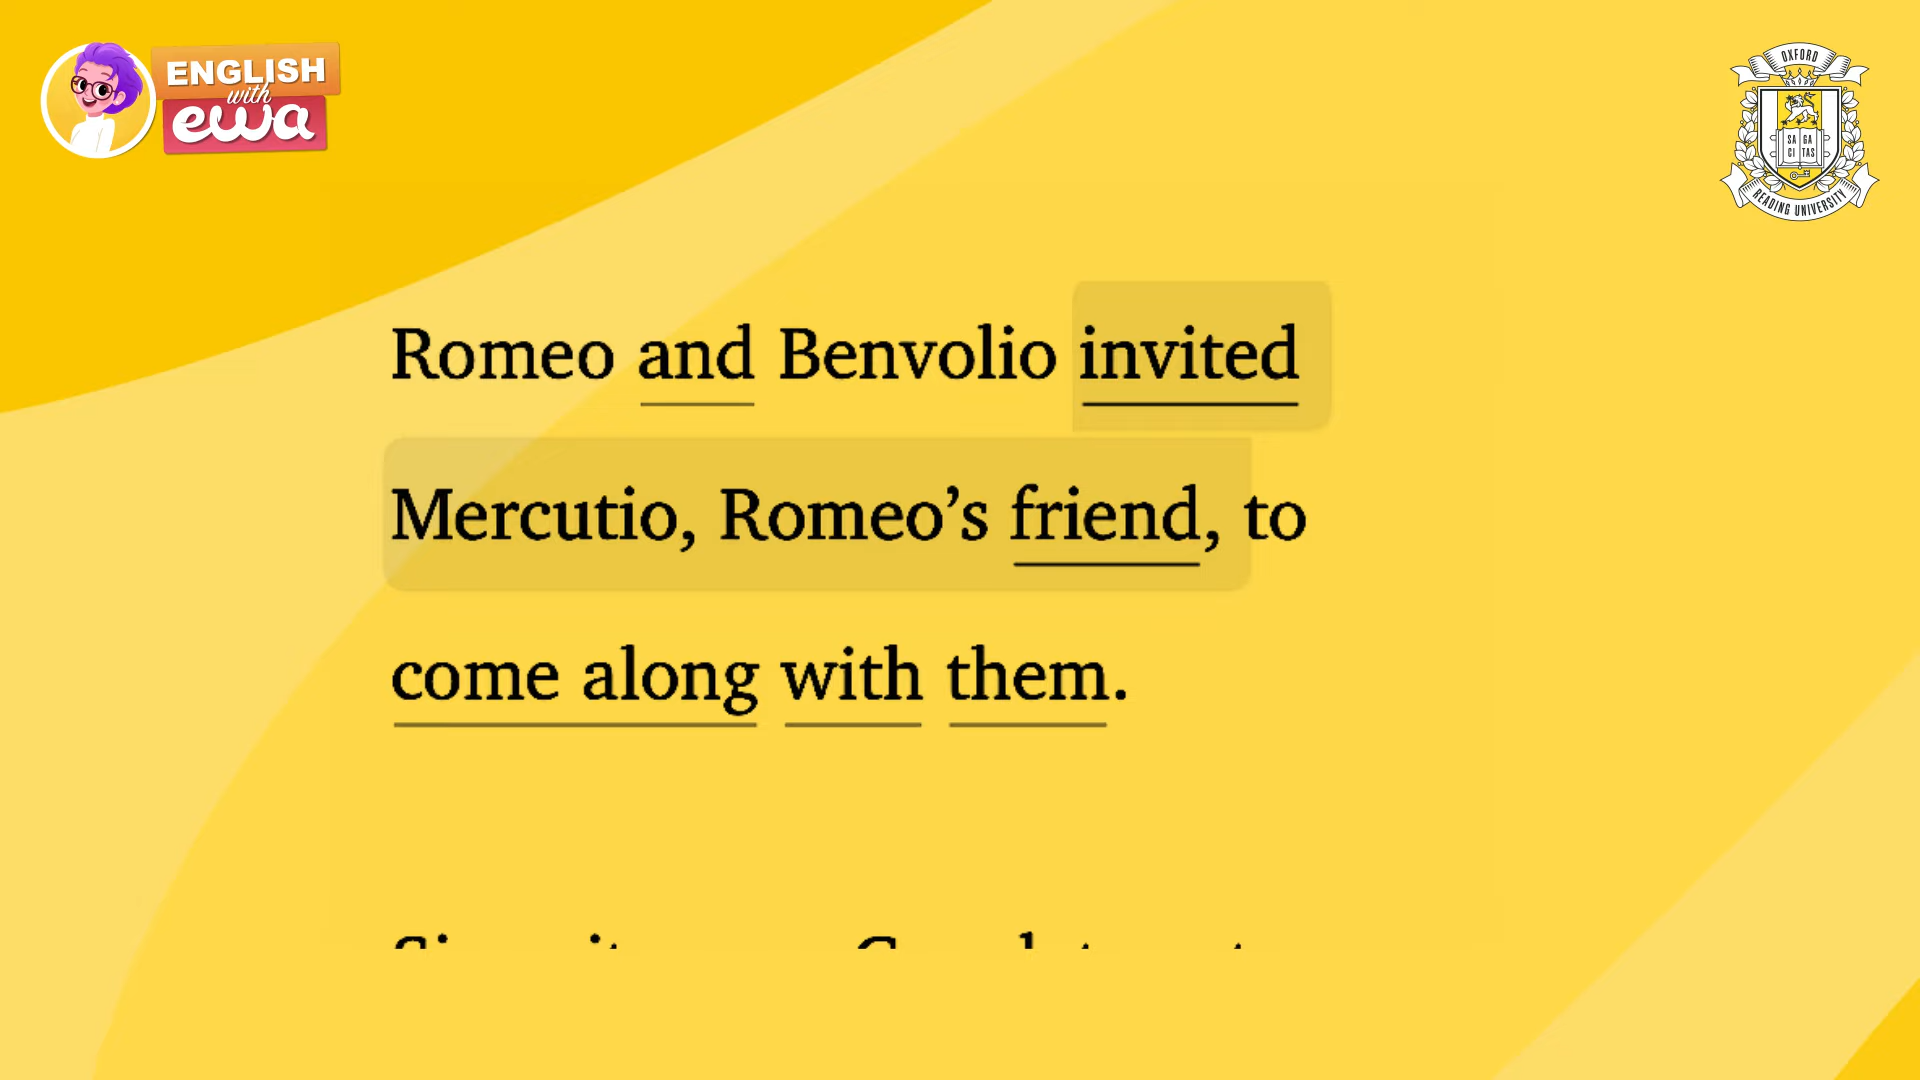 ENGLISH
with
ewa
OXFORD
SA GA
CI TAS
READING UNIVERSITY
Romeo and Benvolio invited
Mercutio, Romeo’s friend, to
come along with them.